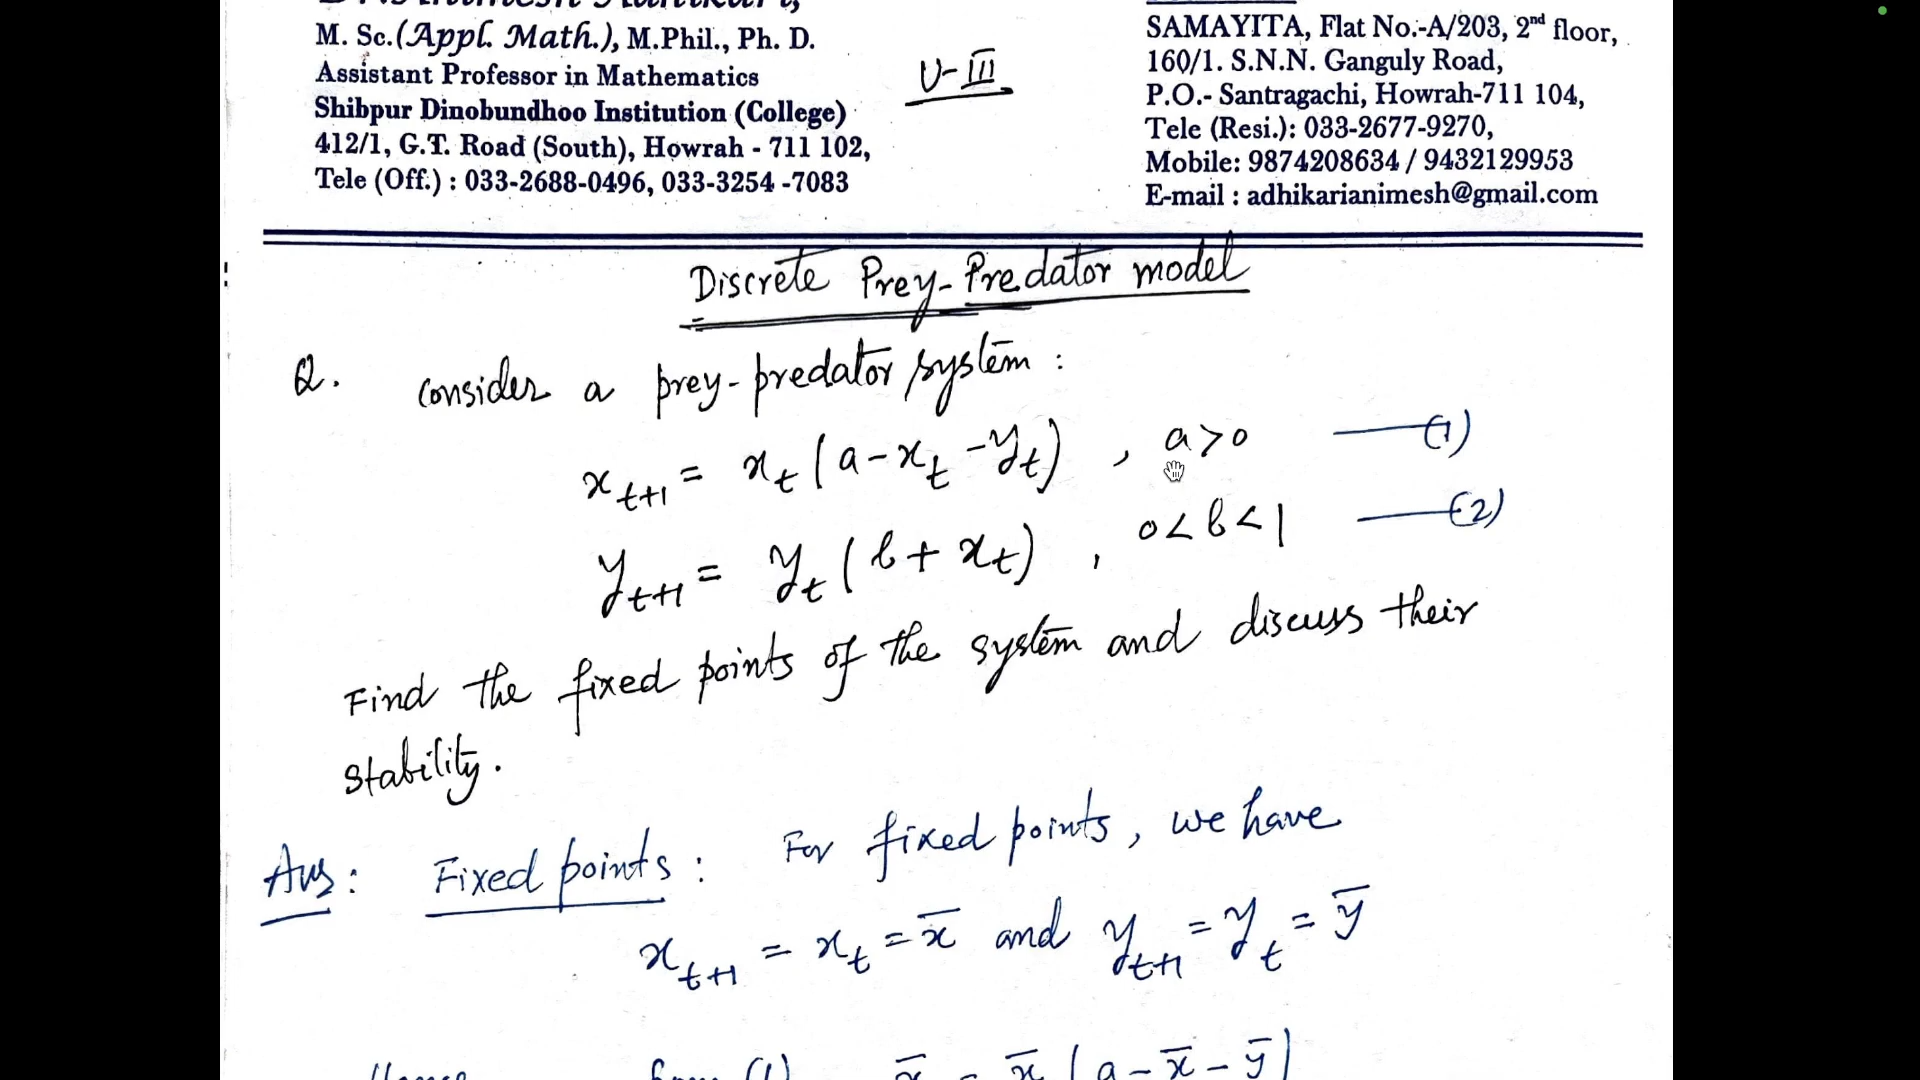 M. Sc.(Appl. Math.), M.Phil., Ph. D.
Assistant Professor in Mathematics
Shibpur Dinobundhoo Institution (College)
412/1, G.T. Road (South), Howrah - 711 102,
Tele (Off.) : 033-2688-0496, 033-3254 -7083
U-III
SAMAYITA, Flat No.-A/203, 2nd floor,
160/1. S.N.N. Ganguly Road,
P.O.- Santragachi, Howrah-711 104,
Tele (Resi.): 033-2677-9270,
Mobile: 9874208634 / 9432129953
E-mail : adhikarianimesh@gmail.com
Discrete Prey-Predator model
Q. Consider a prey-predator system :
x_{t+1} = x_t (a - x_t - y_t) , a > 0 —(1)
y_{t+1} = y_t (b + x_t) , 0 < b < 1 —(2)
Find the fixed points of the system and discuss their
stability.
Ans : Fixed points : For fixed points, we have
x_{t+1} = x_t = x̄ and y_{t+1} = y_t = ȳ
Hence from (1) x̄ = x̄ (a - x̄ - ȳ)